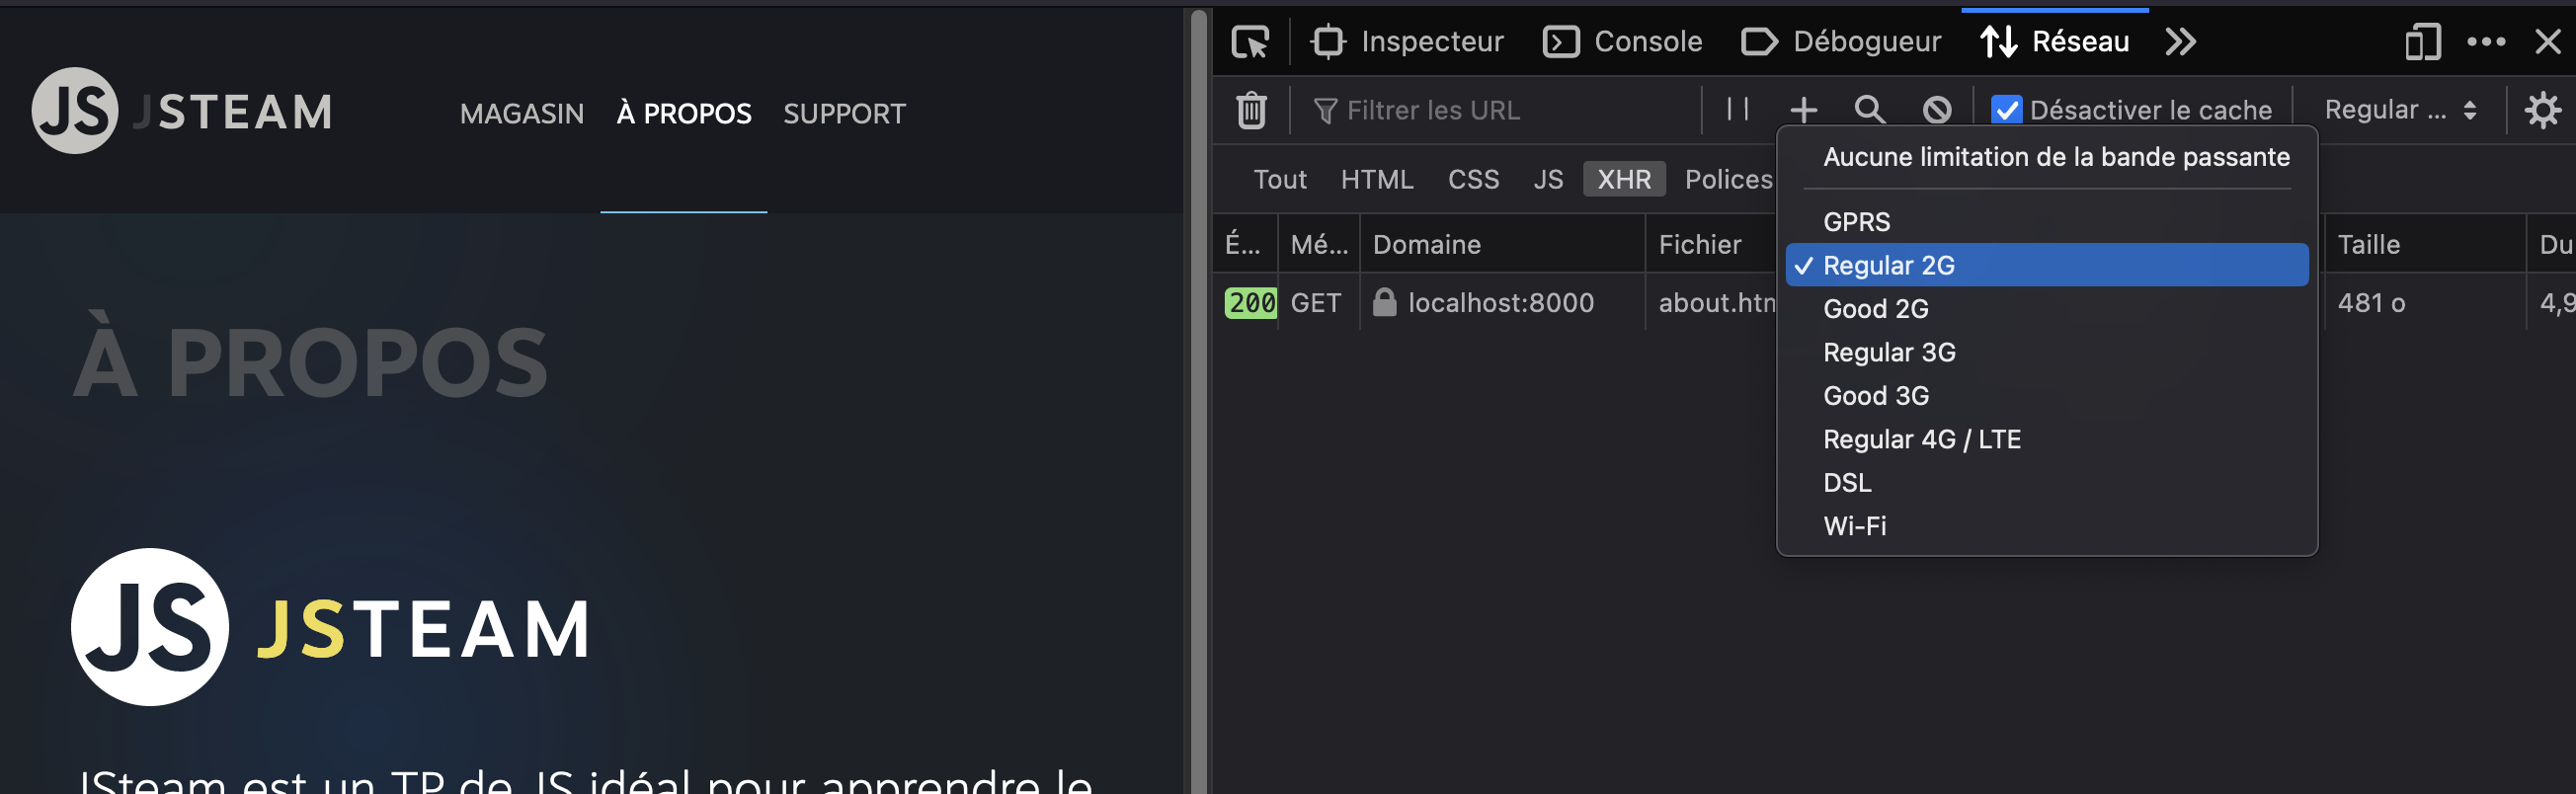 JS JSTEAM MAGASIN À PROPOS SUPPORT
À PROPOS
JS JSTEAM
JSteam est un TP de JS idéal pour apprendre le
Inspecteur Console Débogueur Réseau
Filtrer les URL Désactiver le cache Regular ...
Tout HTML CSS JS XHR Polices
É... Mé... Domaine Fichier Taille Du
200 GET localhost:8000 about.htm 481 o 4,9
Aucune limitation de la bande passante
GPRS
Regular 2G
Good 2G
Regular 3G
Good 3G
Regular 4G / LTE
DSL
Wi-Fi